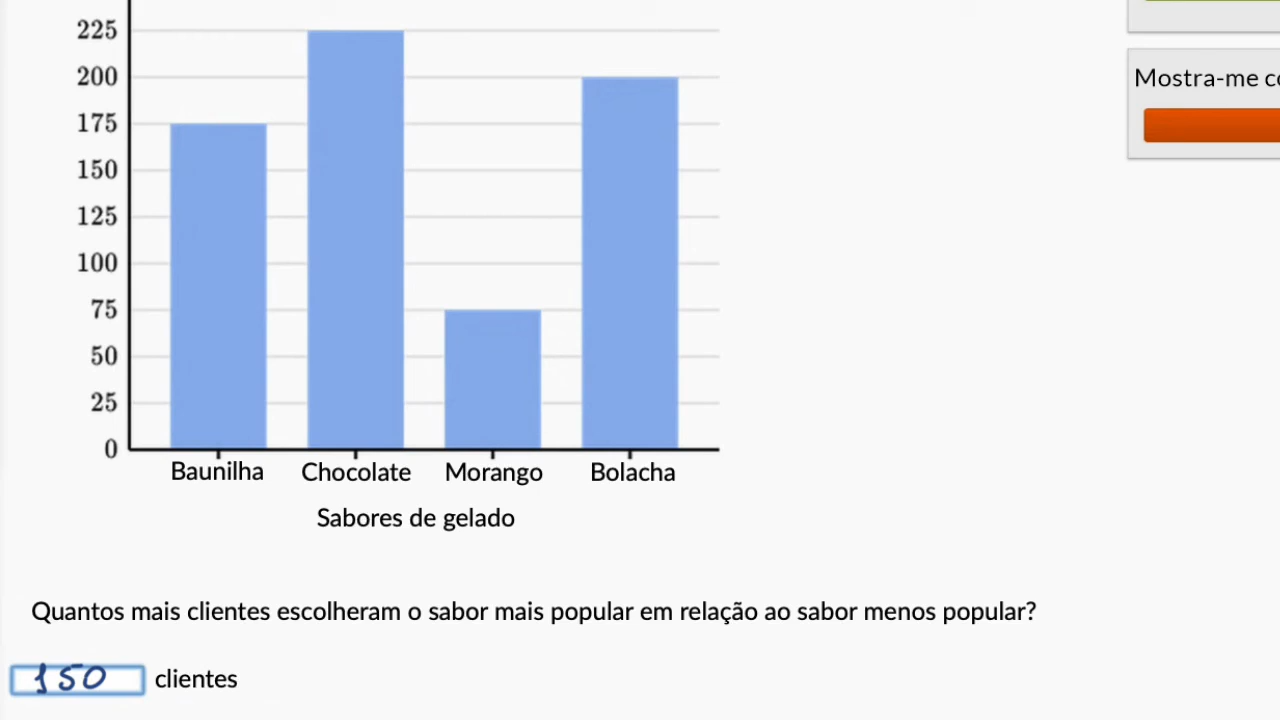 225
200
175
150
125
100
75
50
25
0
Baunilha Chocolate Morango Bolacha
Sabores de gelado
Mostra-me
Quantos mais clientes escolheram o sabor mais popular em relação ao sabor menos popular?
150 clientes